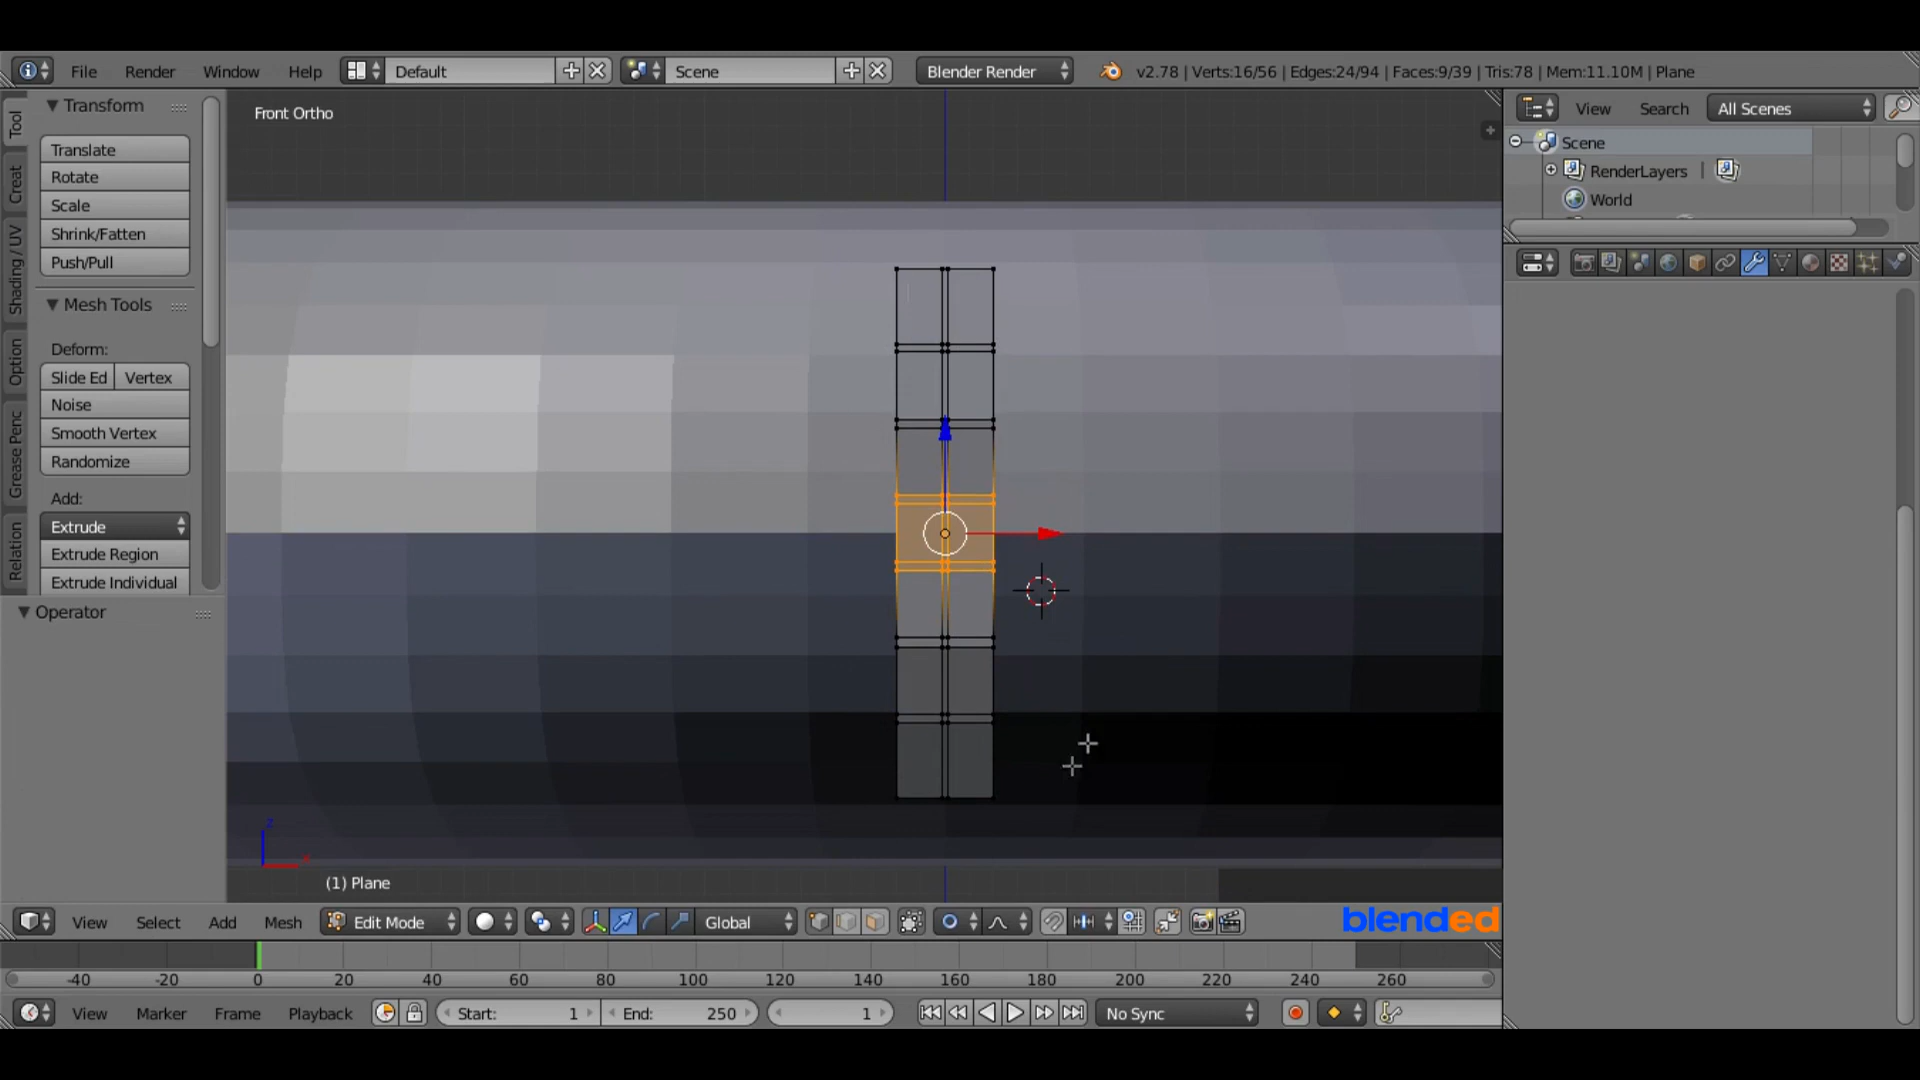 File Render Window Help Default Scene Blender Render v2.78 | Verts:16/56 | Edges:24/94 | Faces:9/39 | Tris:78 | Mem:11.10M | Plane
Tool
Creat
Shading / UV
Option
Grease Penc
Relation
Transform
Translate
Rotate
Scale
Shrink/Fatten
Push/Pull
Mesh Tools
Deform:
Slide Ed Vertex
Noise
Smooth Vertex
Randomize
Add:
Extrude
Extrude Region
Extrude Individual
Operator
Front Ortho
z
x
(1) Plane
View Search All Scenes
Scene
RenderLayers |
World
View Select Add Mesh Edit Mode Global
blended
-40 -20 0 20 40 60 80 100 120 140 160 180 200 220 240 260
View Marker Frame Playback Start: 1 End: 250 1 No Sync